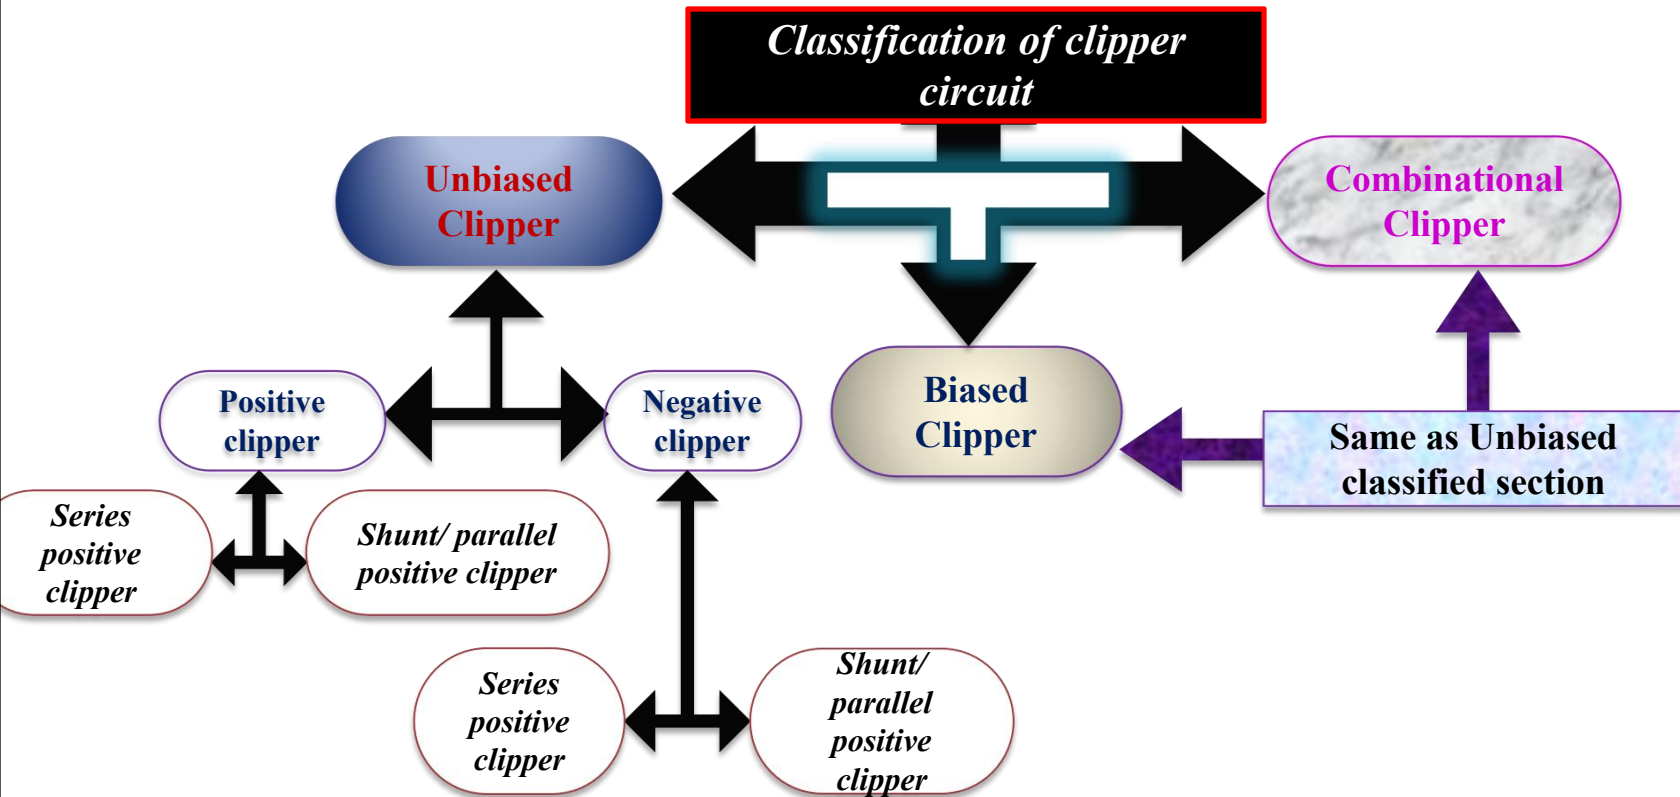 Classification of clipper
circuit
Unbiased
Clipper
Combinational
Clipper
Biased
Clipper
Positive
clipper
Negative
clipper
Same as Unbiased
classified section
Series
positive
clipper
Shunt/ parallel
positive clipper
Series
positive
clipper
Shunt/
parallel
positive
clipper